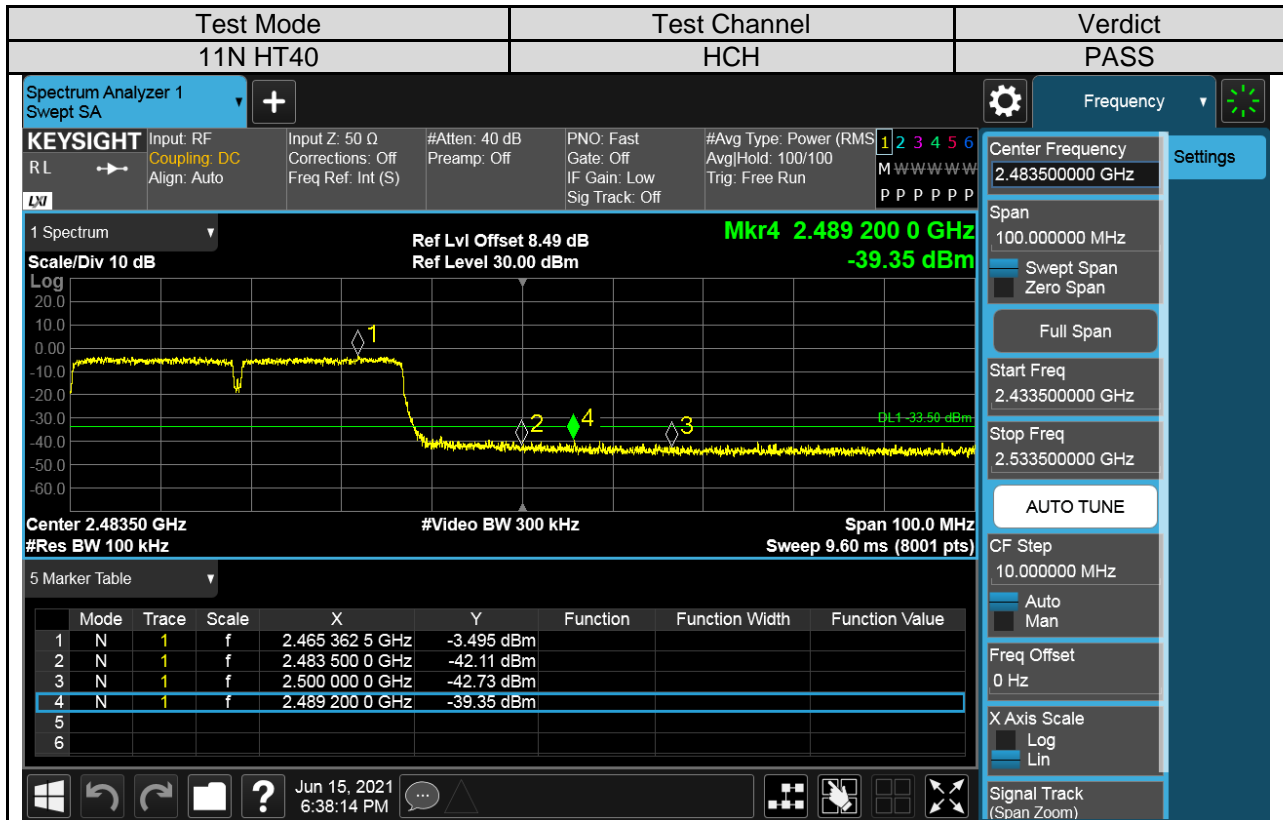 Test Mode Test Channel Verdict
11N HT40 HCH PASS
Spectrum Analyzer 1
Swept SA
Frequency
KEYSIGHT
RL
LXI
Input: RF
Coupling: DC
Align: Auto
Input Z: 50 Ω
Corrections: Off
Freq Ref: Int (S)
#Atten: 40 dB
Preamp: Off
PNO: Fast
Gate: Off
IF Gain: Low
Sig Track: Off
#Avg Type: Power (RMS
Avg|Hold: 100/100
Trig: Free Run
1 2 3 4 5 6
M W W W W W
P P P P P P
1 Spectrum
Scale/Div 10 dB
Ref Lvl Offset 8.49 dB
Ref Level 30.00 dBm
Mkr4 2.489 200 0 GHz
-39.35 dBm
Log
20.0
10.0
0.00
-10.0
-20.0
-30.0
-40.0
-50.0
-60.0
1
2
4
3
DL1 -33.50 dBm
Center 2.48350 GHz #Video BW 300 kHz Span 100.0 MHz
#Res BW 100 kHz Sweep 9.60 ms (8001 pts)
5 Marker Table
Mode Trace Scale X Y Function Function Width Function Value
1 N 1 f 2.465 362 5 GHz -3.495 dBm
2 N 1 f 2.483 500 0 GHz -42.11 dBm
3 N 1 f 2.500 000 0 GHz -42.73 dBm
4 N 1 f 2.489 200 0 GHz -39.35 dBm
5
6
Jun 15, 2021
6:38:14 PM
Center Frequency
2.483500000 GHz
Settings
Span
100.000000 MHz
Swept Span
Zero Span
Full Span
Start Freq
2.433500000 GHz
Stop Freq
2.533500000 GHz
AUTO TUNE
CF Step
10.000000 MHz
Auto
Man
Freq Offset
0 Hz
X Axis Scale
Log
Lin
Signal Track
(Span Zoom)